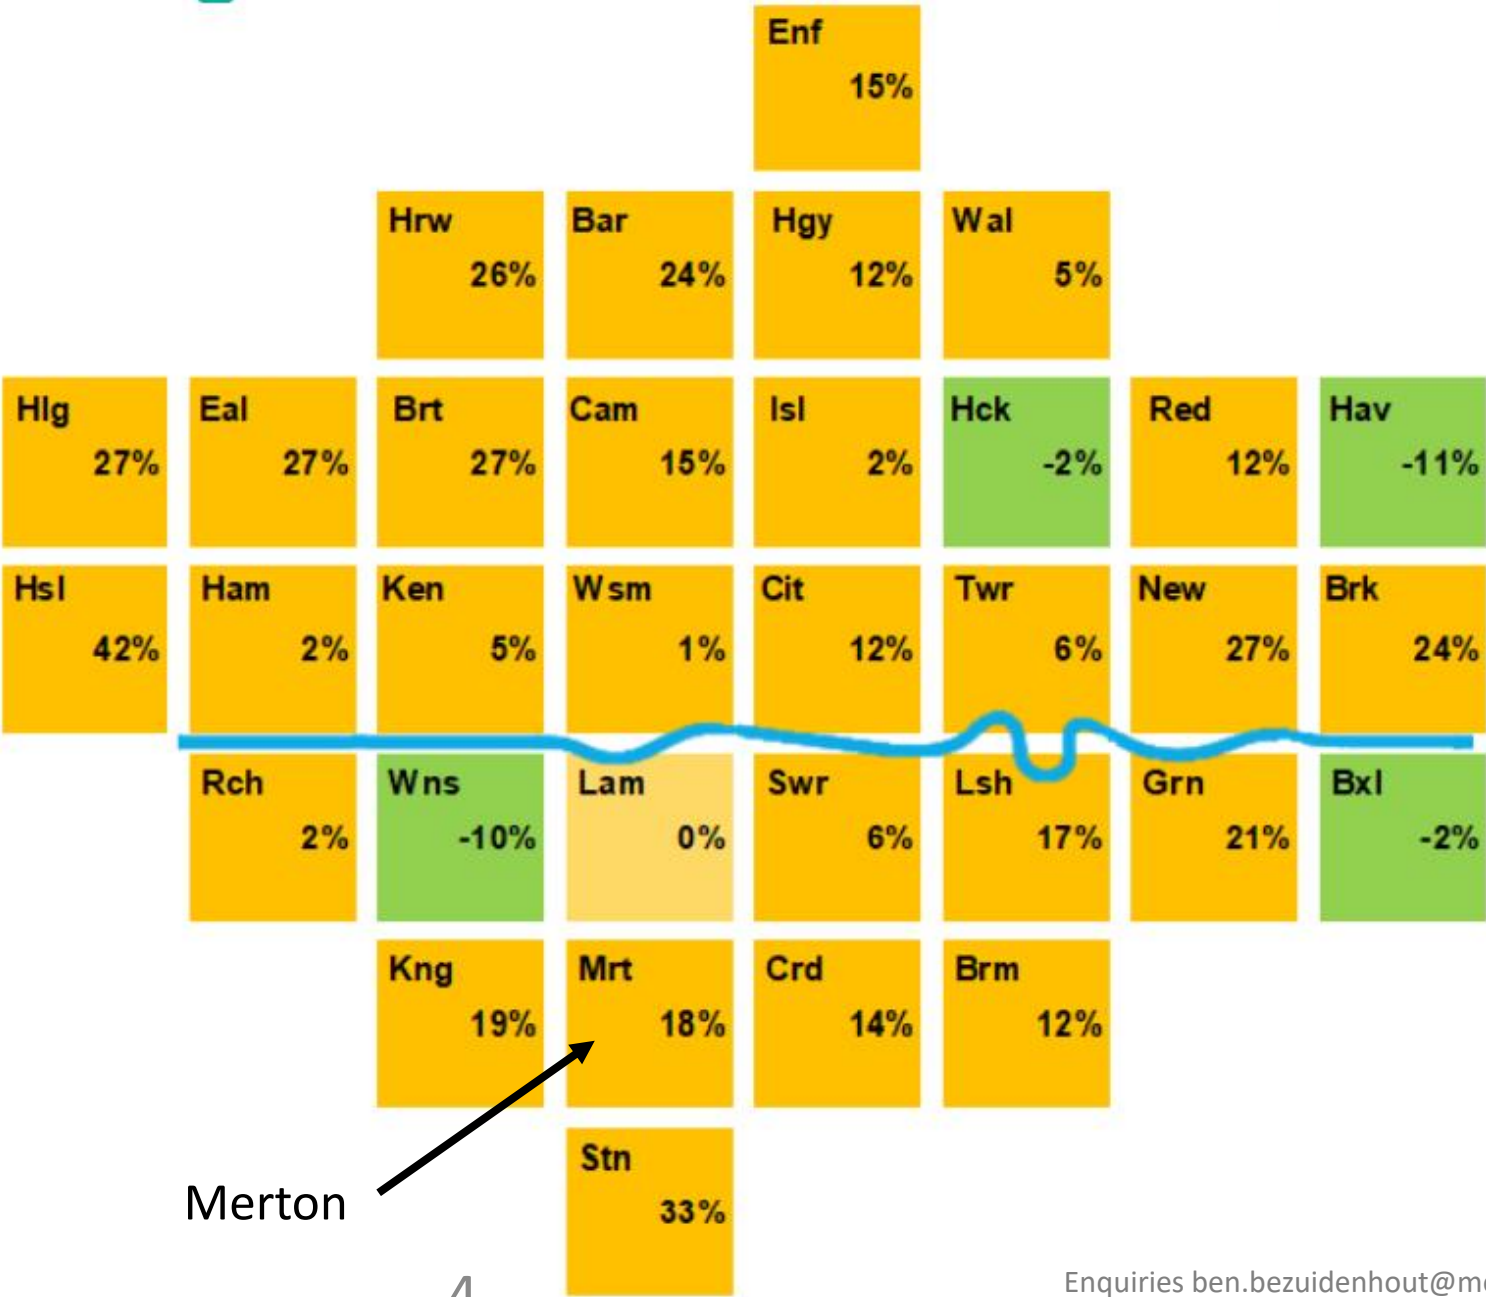 Enf
15%
Hrw
26%
Bar
24%
Hgy
12%
Wal
5%
Hlg
27%
Eal
27%
Brt
27%
Cam
15%
Isl
2%
Hck
-2%
Red
12%
Hav
-11%
Hsl
42%
Ham
2%
Ken
5%
Wsm
1%
Cit
12%
Twr
6%
New
27%
Brk
24%
Rch
2%
Wns
-10%
Lam
0%
Swr
6%
Lsh
17%
Grn
21%
Bxl
-2%
Kng
19%
Mrt
18%
Crd
14%
Brm
12%
Merton
Stn
33%
4
Enquiries ben.bezuidenhout@m